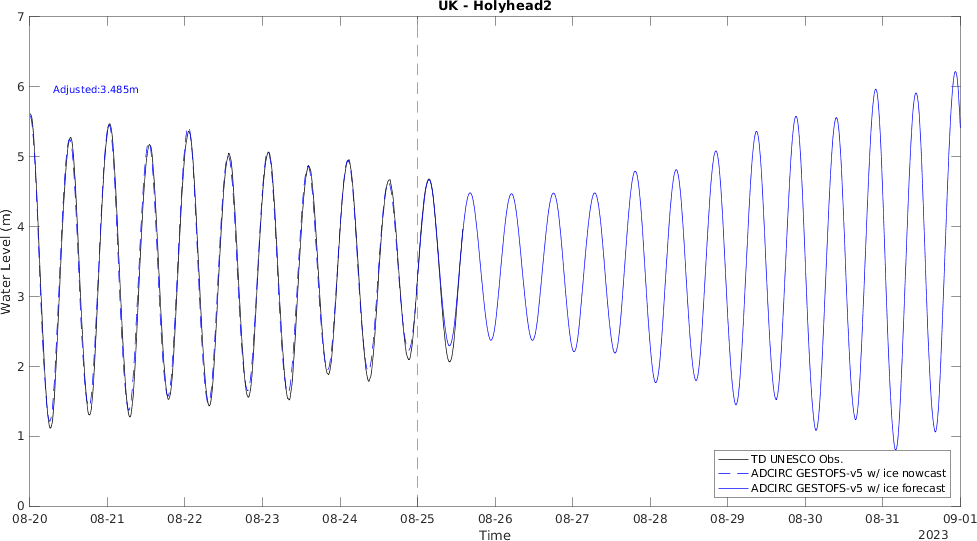 UK - Holyhead2
7
6
5
4
3
2
1
0
Water Level (m)
Adjusted:3.485m
TD UNESCO Obs.
ADCIRC GESTOFS-v5 w/ ice nowcast
ADCIRC GESTOFS-v5 w/ ice forecast
08-20 08-21 08-22 08-23 08-24 08-25 08-26 08-27 08-28 08-29 08-30 08-31 09-01
Time
2023